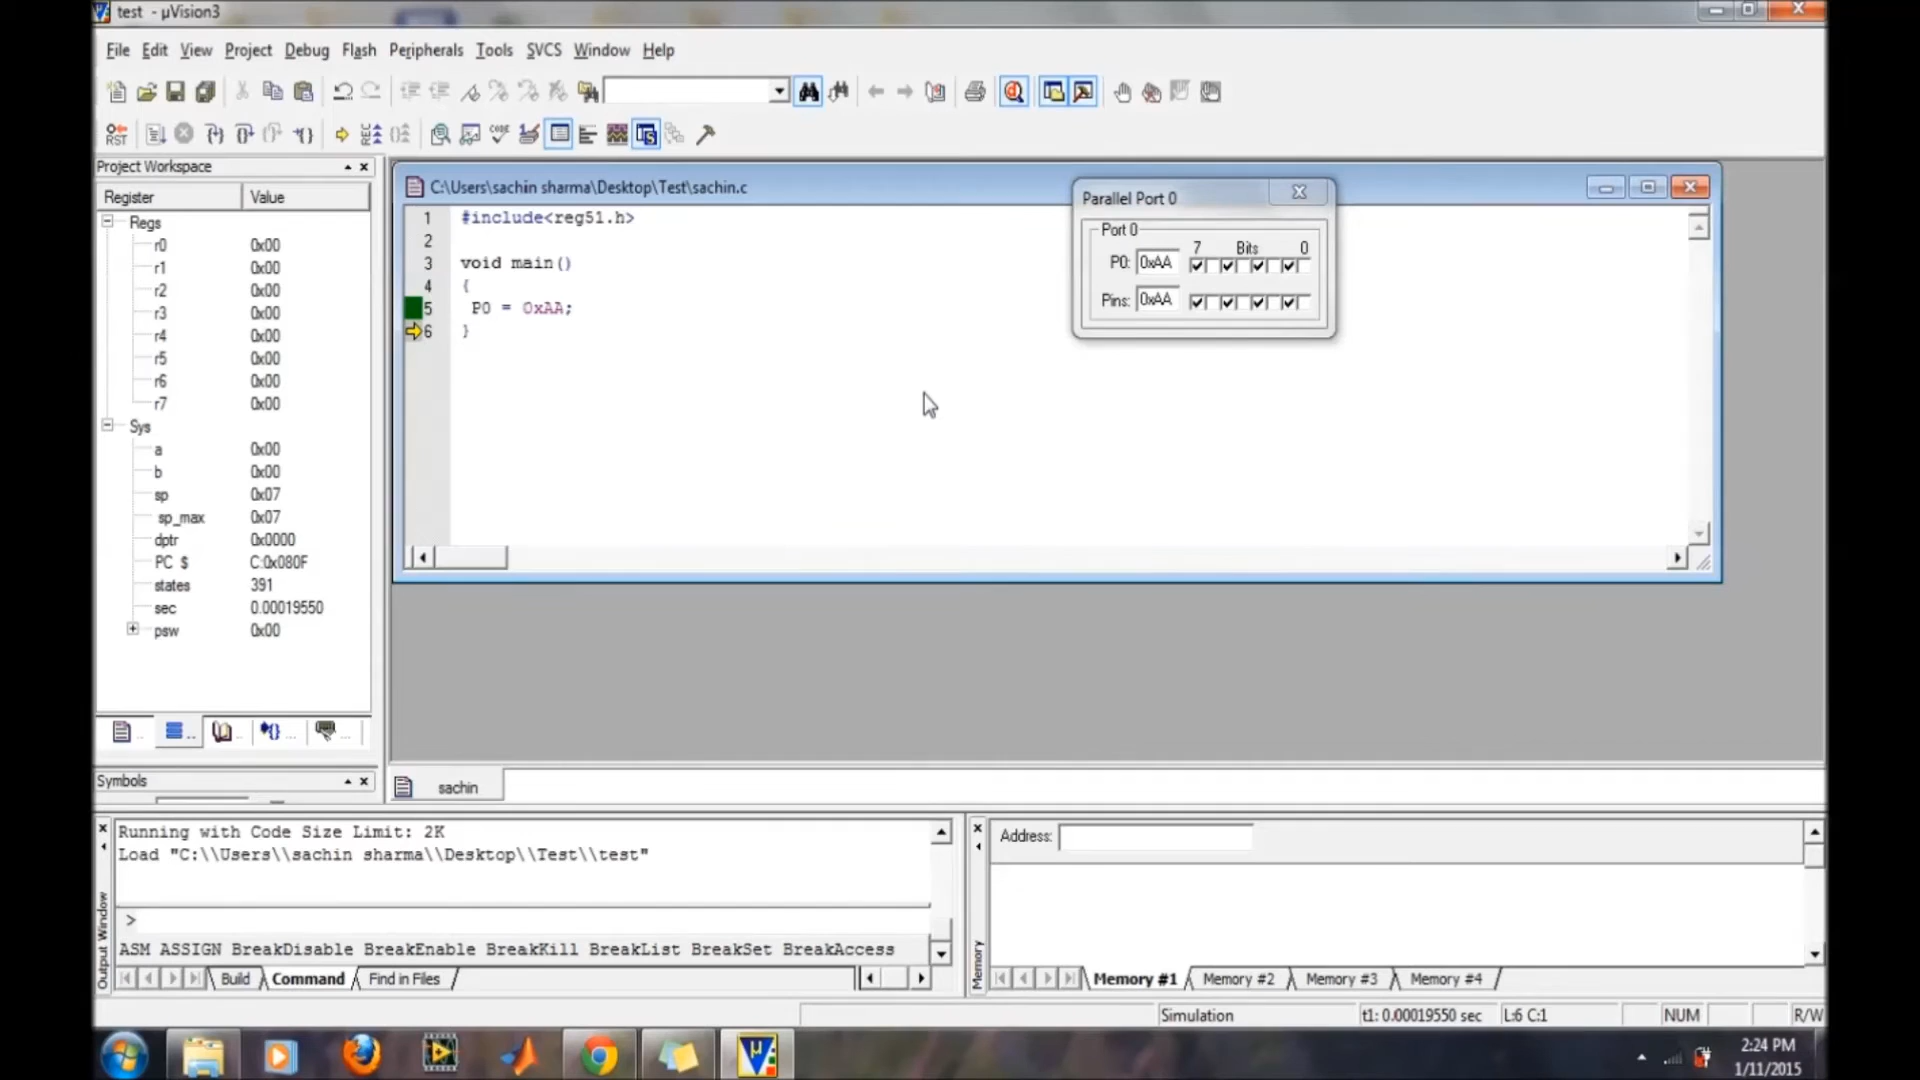 test - µVision3
File Edit View Project Debug Flash Peripherals Tools SVCS Window Help
RST
Project Workspace
Register Value
Regs
r0 0x00
r1 0x00
r2 0x00
r3 0x00
r4 0x00
r5 0x00
r6 0x00
r7 0x00
Sys
a 0x00
b 0x00
sp 0x07
sp_max 0x07
dptr 0x0000
PC $ C:0x080F
states 391
sec 0.00019550
psw 0x00
C:\Users\sachin sharma\Desktop\Test\sachin.c
1 #include<reg51.h>
2
3 void main()
4 {
5 P0 = 0xAA;
6 }
Parallel Port 0
Port 0
7 Bits 0
P0: 0xAA
Pins: 0xAA
Symbols
sachin
Running with Code Size Limit: 2K
Load "C:\\Users\\sachin sharma\\Desktop\\Test\\test"
>
ASM ASSIGN BreakDisable BreakEnable BreakKill BreakList BreakSet BreakAccess
Build Command Find in Files
Output Window
Address:
Memory #1 Memory #2 Memory #3 Memory #4
Memory
Simulation t1: 0.00019550 sec L:6 C:1 NUM R/W
2:24 PM
1/11/2015